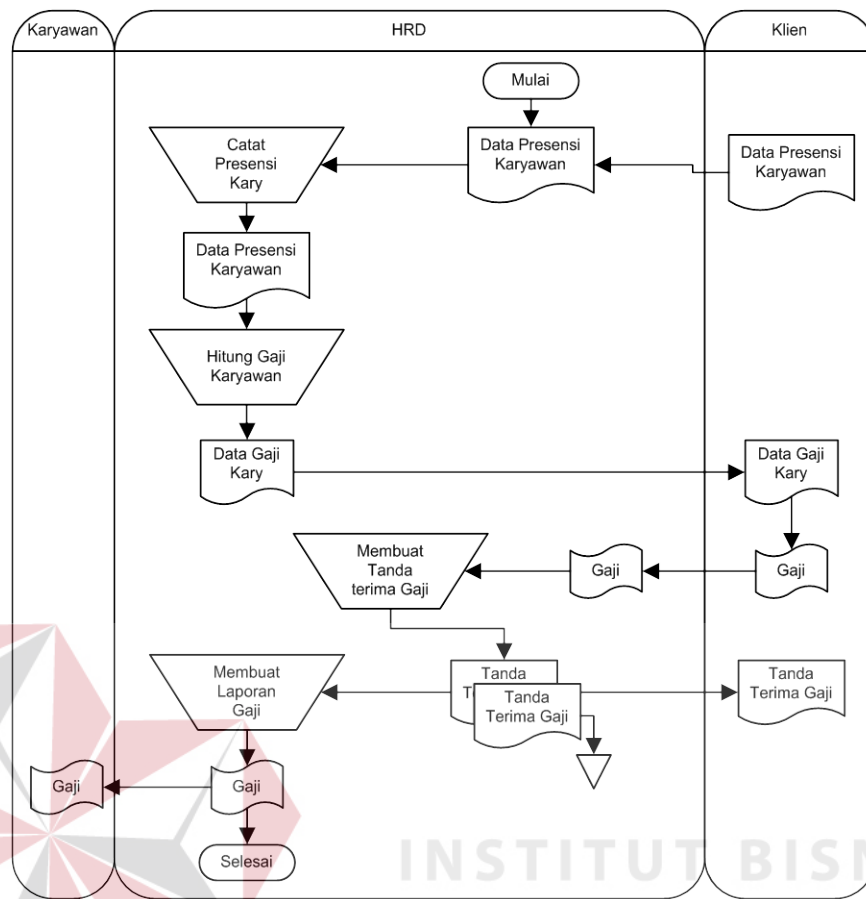 Karyawan
HRD
Klien
Mulai
Catat
Presensi
Kary
Data Presensi
Karyawan
Data Presensi
Karyawan
Data Presensi
Karyawan
Hitung Gaji
Karyawan
Data Gaji
Kary
Data Gaji
Kary
Membuat
Tanda
terima Gaji
Gaji
Gaji
Membuat
Laporan
Gaji
Tanda
Tanda
Terima Gaji
Tanda
Terima Gaji
Gaji
Gaji
Selesai
INSTITUT